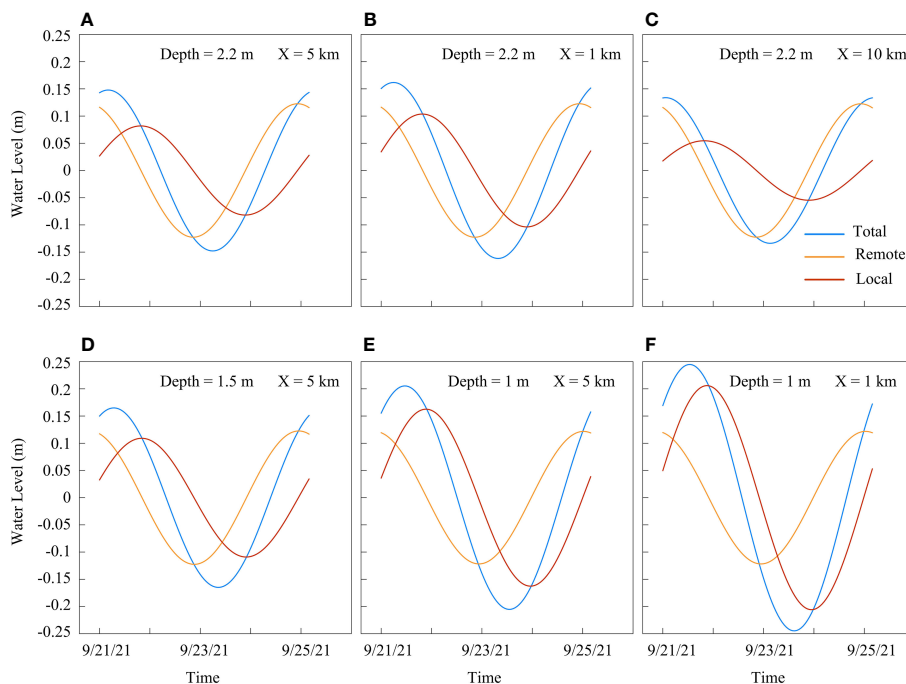 A
B
C
Depth = 2.2 m X = 5 km
Depth = 2.2 m X = 1 km
Depth = 2.2 m X = 10 km
0.25
0.2
0.15
0.1
0.05
0
-0.05
-0.1
-0.15
-0.2
-0.25
Water Level (m)
Total
Remote
Local
D
E
F
Depth = 1.5 m X = 5 km
Depth = 1 m X = 5 km
Depth = 1 m X = 1 km
0.25
0.2
0.15
0.1
0.05
0
-0.05
-0.1
-0.15
-0.2
-0.25
Water Level (m)
9/21/21 9/23/21 9/25/21
9/21/21 9/23/21 9/25/21
9/21/21 9/23/21 9/25/21
Time
Time
Time